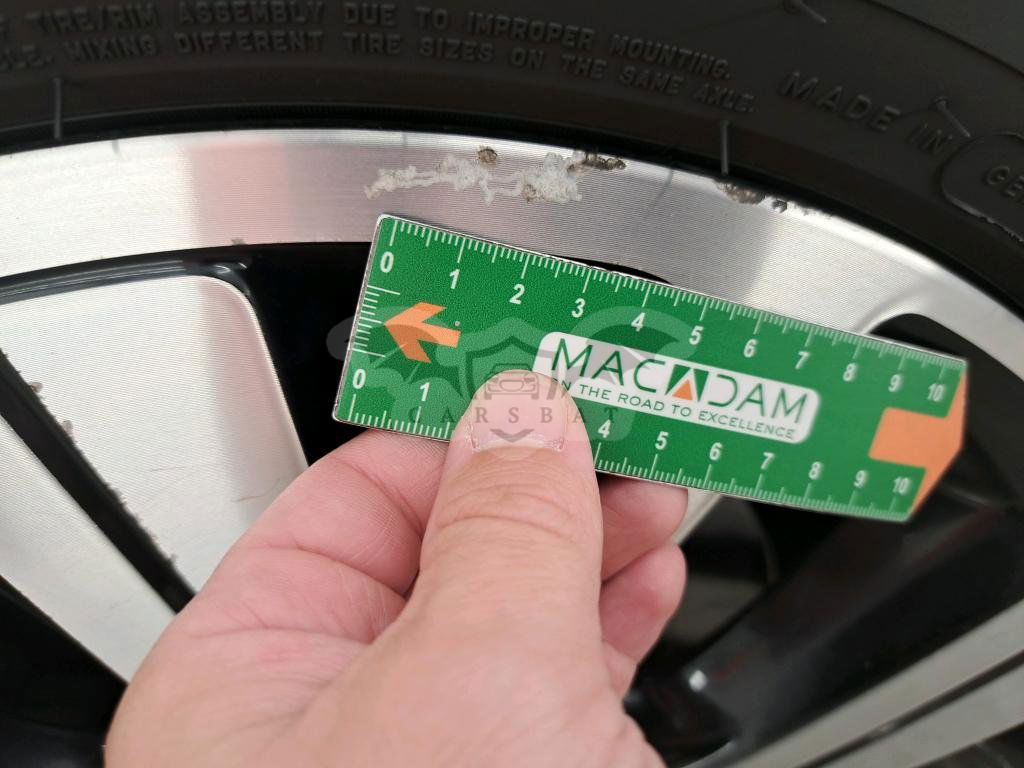 TIRE/RIM ASSEMBLY DUE TO IMPROPER MOUNTING.
MIXING DIFFERENT TIRE SIZES ON THE SAME AXLE.
MADE IN
0 1 2 3 4 5 6 7 8 9 10
MACADAM
THE ROAD TO EXCELLENCE
CARSBAT
0 1 4 5 6 7 8 9 10